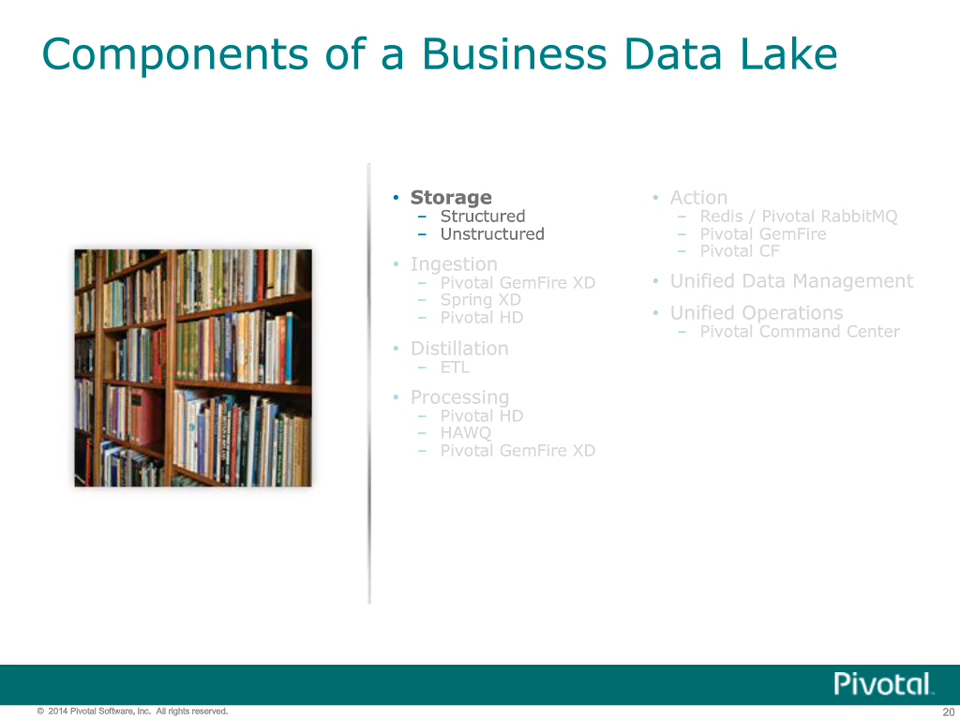 Components of a Business Data Lake
• Storage
– Structured
– Unstructured
• Ingestion
– Pivotal GemFire XD
– Spring XD
– Pivotal HD
• Distillation
– ETL
• Processing
– Pivotal HD
– HAWQ
– Pivotal GemFire XD
• Action
– Redis / Pivotal RabbitMQ
– Pivotal GemFire
– Pivotal CF
• Unified Data Management
• Unified Operations
– Pivotal Command Center
Pivotal™
© 2014 Pivotal Software, Inc. All rights reserved.
20